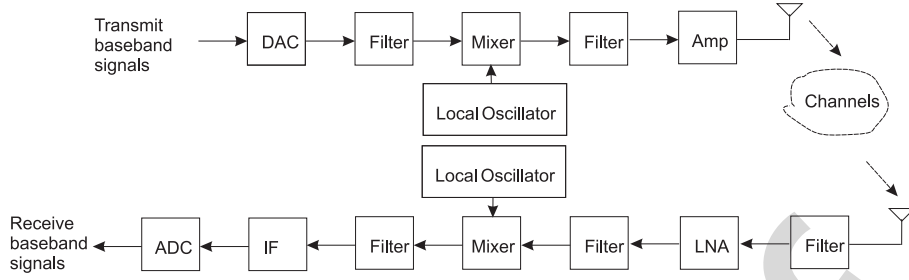 Transmit
baseband
signals
DAC
Filter
Mixer
Filter
Amp
Local Oscillator
Channels
Local Oscillator
Receive
baseband
signals
ADC
IF
Filter
Mixer
Filter
LNA
Filter